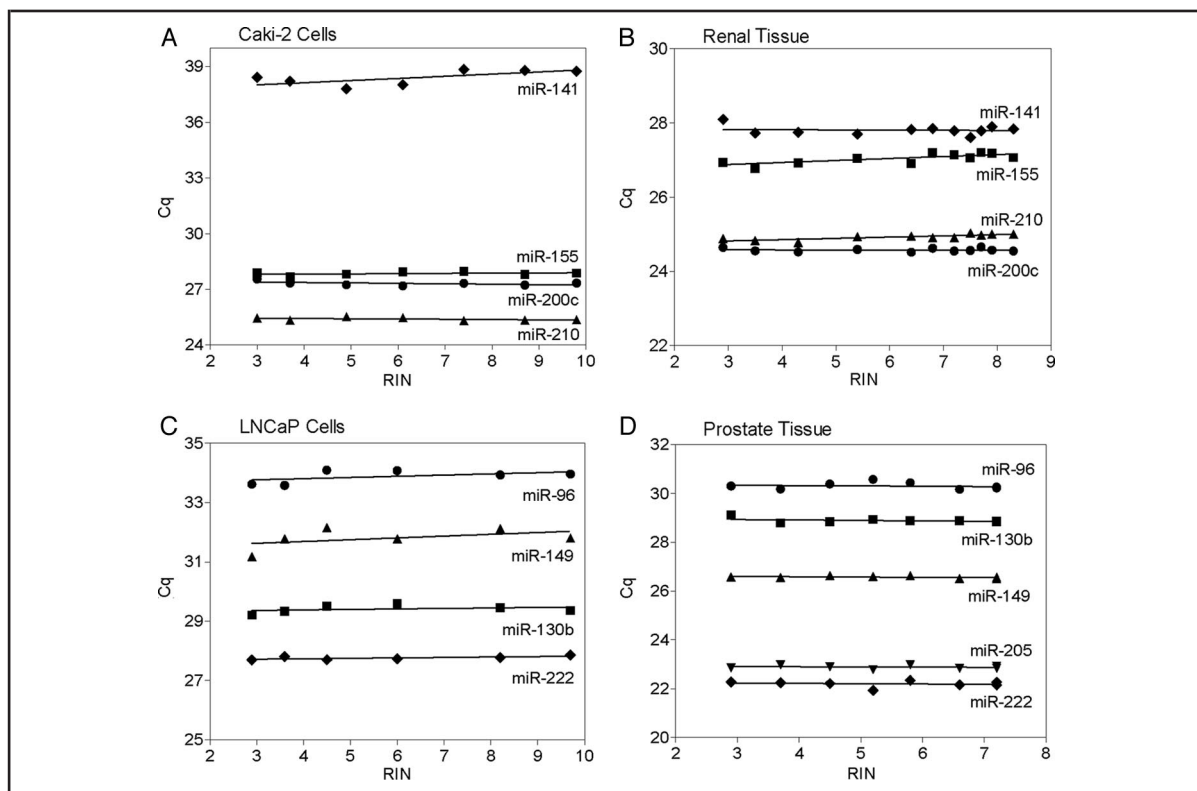 A Caki-2 Cells
39
36
33
30
27
24
Cq
miR-141
miR-155
miR-200c
miR-210
2 3 4 5 6 7 8 9 10
RIN
B Renal Tissue
30
28
26
24
22
Cq
miR-141
miR-155
miR-210
miR-200c
2 3 4 5 6 7 8 9
RIN
C LNCaP Cells
35
33
31
29
27
25
Cq
miR-96
miR-149
miR-130b
miR-222
2 3 4 5 6 7 8 9 10
RIN
D Prostate Tissue
32
30
28
26
24
22
20
Cq
miR-96
miR-130b
miR-149
miR-205
miR-222
2 3 4 5 6 7 8
RIN